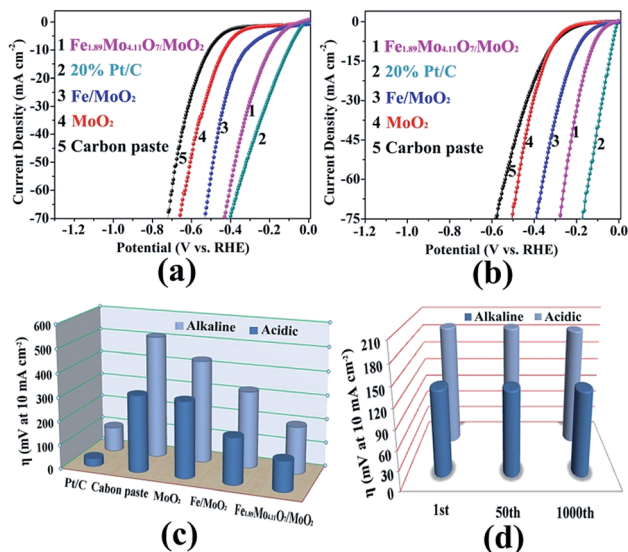 (a)
1 Fe1.89Mo4.11O7/MoO2
2 20% Pt/C
3 Fe/MoO2
4 MoO2
5 Carbon paste
Current Density (mA cm⁻²)
0
-10
-20
-30
-40
-50
-60
-70
5 4 3 1 2
-1.2 -1.0 -0.8 -0.6 -0.4 -0.2 0.0
Potential (V vs. RHE)
(a)
(b)
1 Fe1.89Mo4.11O7/MoO2
2 20% Pt/C
3 Fe/MoO2
4 MoO2
5 Carbon paste
Current Density (mA cm⁻²)
0
-15
-30
-45
-60
-75
5 4 3 1 2
-1.2 -1.0 -0.8 -0.6 -0.4 -0.2 0.0
Potential (V vs. RHE)
(b)
Alkaline Acidic
η (mV at 10 mA cm⁻²)
600
500
400
300
200
100
0
Pt/C Cabon paste MoO2 Fe/MoO2 Fe1.89Mo4.11O7/MoO2
(c)
Alkaline Acidic
η (mV at 10 mA cm⁻²)
210
180
150
120
90
60
30
0
1st 50th 1000th
(d)